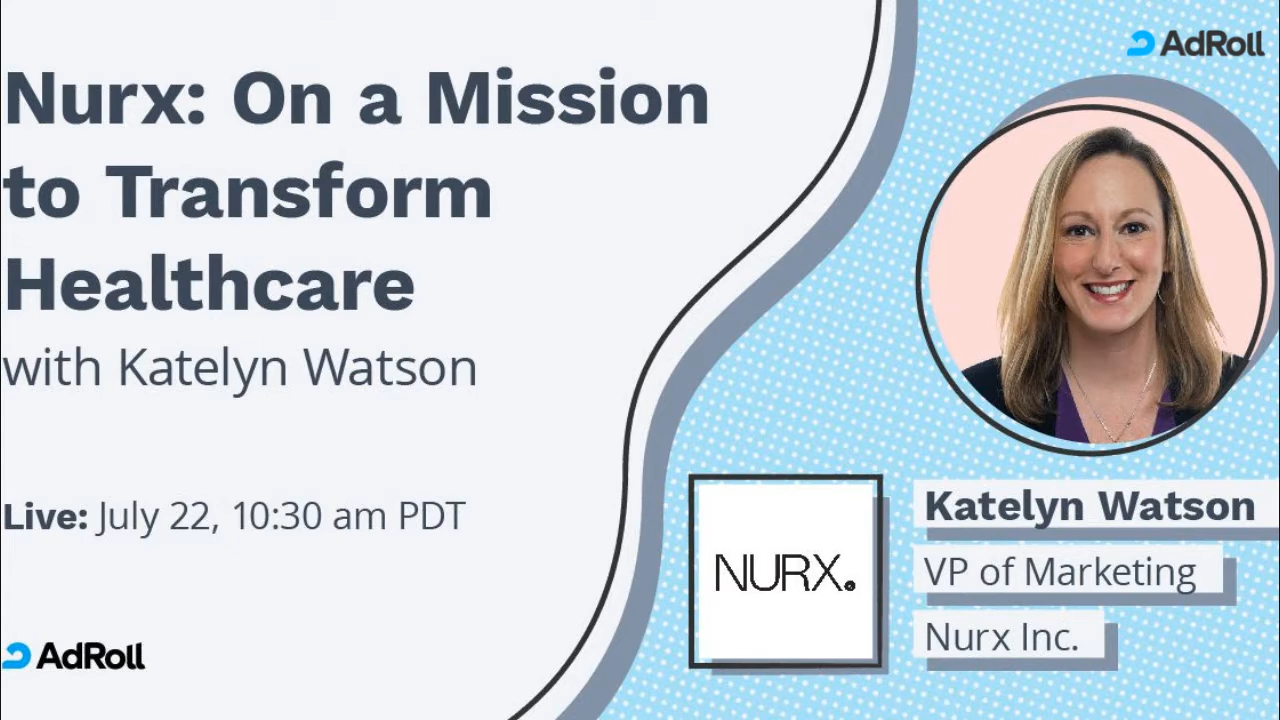 Nurx: On a Mission
to Transform
Healthcare
with Katelyn Watson
Live: July 22, 10:30 am PDT
AdRoll
AdRoll
NURX
Katelyn Watson
VP of Marketing
Nurx Inc.